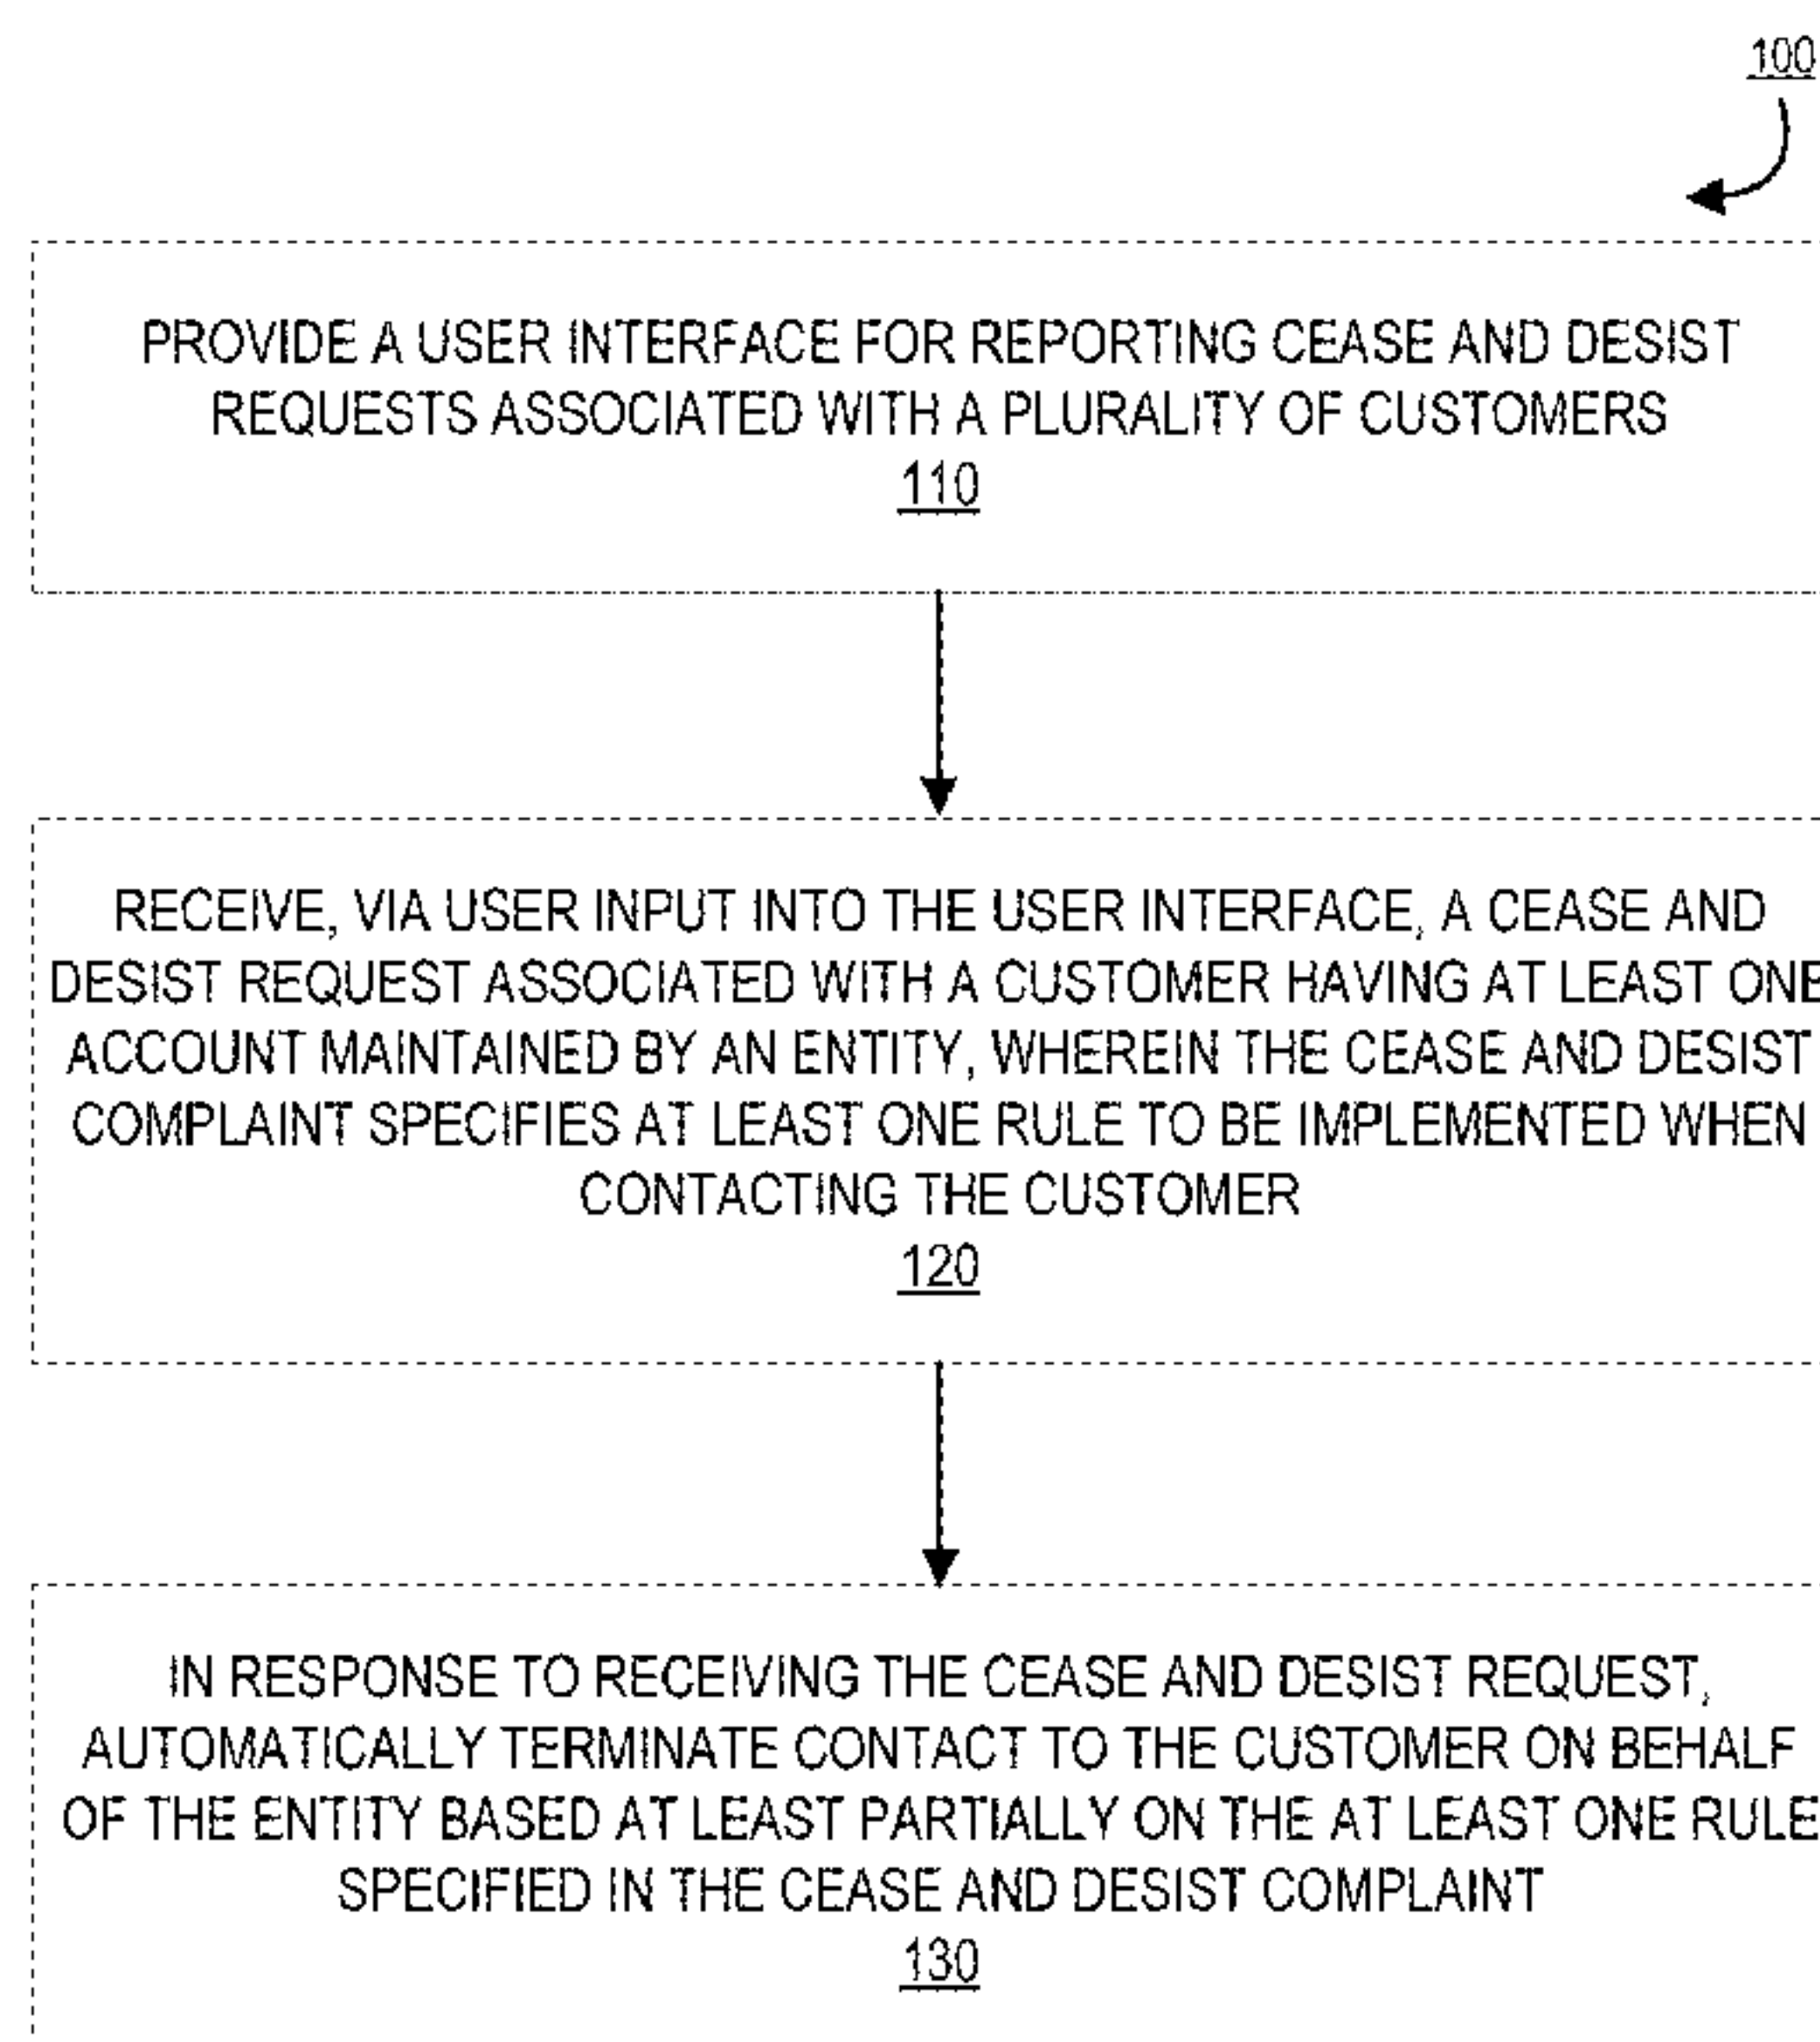 100
PROVIDE A USER INTERFACE FOR REPORTING CEASE AND DESIST
REQUESTS ASSOCIATED WITH A PLURALITY OF CUSTOMERS
110
RECEIVE, VIA USER INPUT INTO THE USER INTERFACE, A CEASE AND
DESIST REQUEST ASSOCIATED WITH A CUSTOMER HAVING AT LEAST ONE
ACCOUNT MAINTAINED BY AN ENTITY, WHEREIN THE CEASE AND DESIST
COMPLAINT SPECIFIES AT LEAST ONE RULE TO BE IMPLEMENTED WHEN
CONTACTING THE CUSTOMER
120
IN RESPONSE TO RECEIVING THE CEASE AND DESIST REQUEST,
AUTOMATICALLY TERMINATE CONTACT TO THE CUSTOMER ON BEHALF
OF THE ENTITY BASED AT LEAST PARTIALLY ON THE AT LEAST ONE RULE
SPECIFIED IN THE CEASE AND DESIST COMPLAINT
130